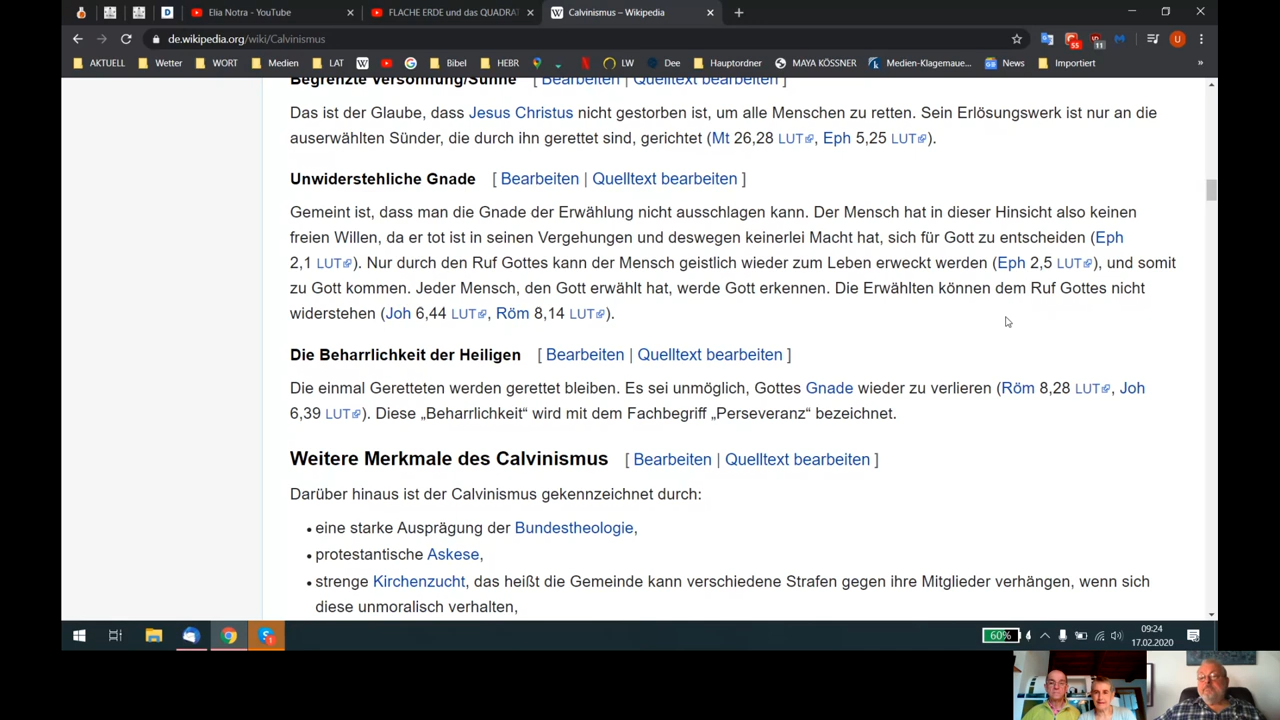 Elia Notra - YouTube
FLACHE ERDE und das QUADRAT
Calvinismus – Wikipedia
de.wikipedia.org/wiki/Calvinismus
55
11
U
AKTUELL Wetter WORT Medien LAT Bibel HEBR LW Dee Hauptordner MAYA KÖSSNER Medien-Klagemaue... News Importiert »
Begrenzte Versöhnung/Sühne [ Bearbeiten | Quelltext bearbeiten ]
Das ist der Glaube, dass Jesus Christus nicht gestorben ist, um alle Menschen zu retten. Sein Erlösungswerk ist nur an die
auserwählten Sünder, die durch ihn gerettet sind, gerichtet (Mt 26,28 LUT, Eph 5,25 LUT).
Unwiderstehliche Gnade [ Bearbeiten | Quelltext bearbeiten ]
Gemeint ist, dass man die Gnade der Erwählung nicht ausschlagen kann. Der Mensch hat in dieser Hinsicht also keinen
freien Willen, da er tot ist in seinen Vergehungen und deswegen keinerlei Macht hat, sich für Gott zu entscheiden (Eph
2,1 LUT). Nur durch den Ruf Gottes kann der Mensch geistlich wieder zum Leben erweckt werden (Eph 2,5 LUT), und somit
zu Gott kommen. Jeder Mensch, den Gott erwählt hat, werde Gott erkennen. Die Erwählten können dem Ruf Gottes nicht
widerstehen (Joh 6,44 LUT, Röm 8,14 LUT).
Die Beharrlichkeit der Heiligen [ Bearbeiten | Quelltext bearbeiten ]
Die einmal Geretteten werden gerettet bleiben. Es sei unmöglich, Gottes Gnade wieder zu verlieren (Röm 8,28 LUT, Joh
6,39 LUT). Diese „Beharrlichkeit“ wird mit dem Fachbegriff „Perseveranz“ bezeichnet.
Weitere Merkmale des Calvinismus [ Bearbeiten | Quelltext bearbeiten ]
Darüber hinaus ist der Calvinismus gekennzeichnet durch:
• eine starke Ausprägung der Bundestheologie,
• protestantische Askese,
• strenge Kirchenzucht, das heißt die Gemeinde kann verschiedene Strafen gegen ihre Mitglieder verhängen, wenn sich
diese unmoralisch verhalten,
60%
09:24
17.02.2020